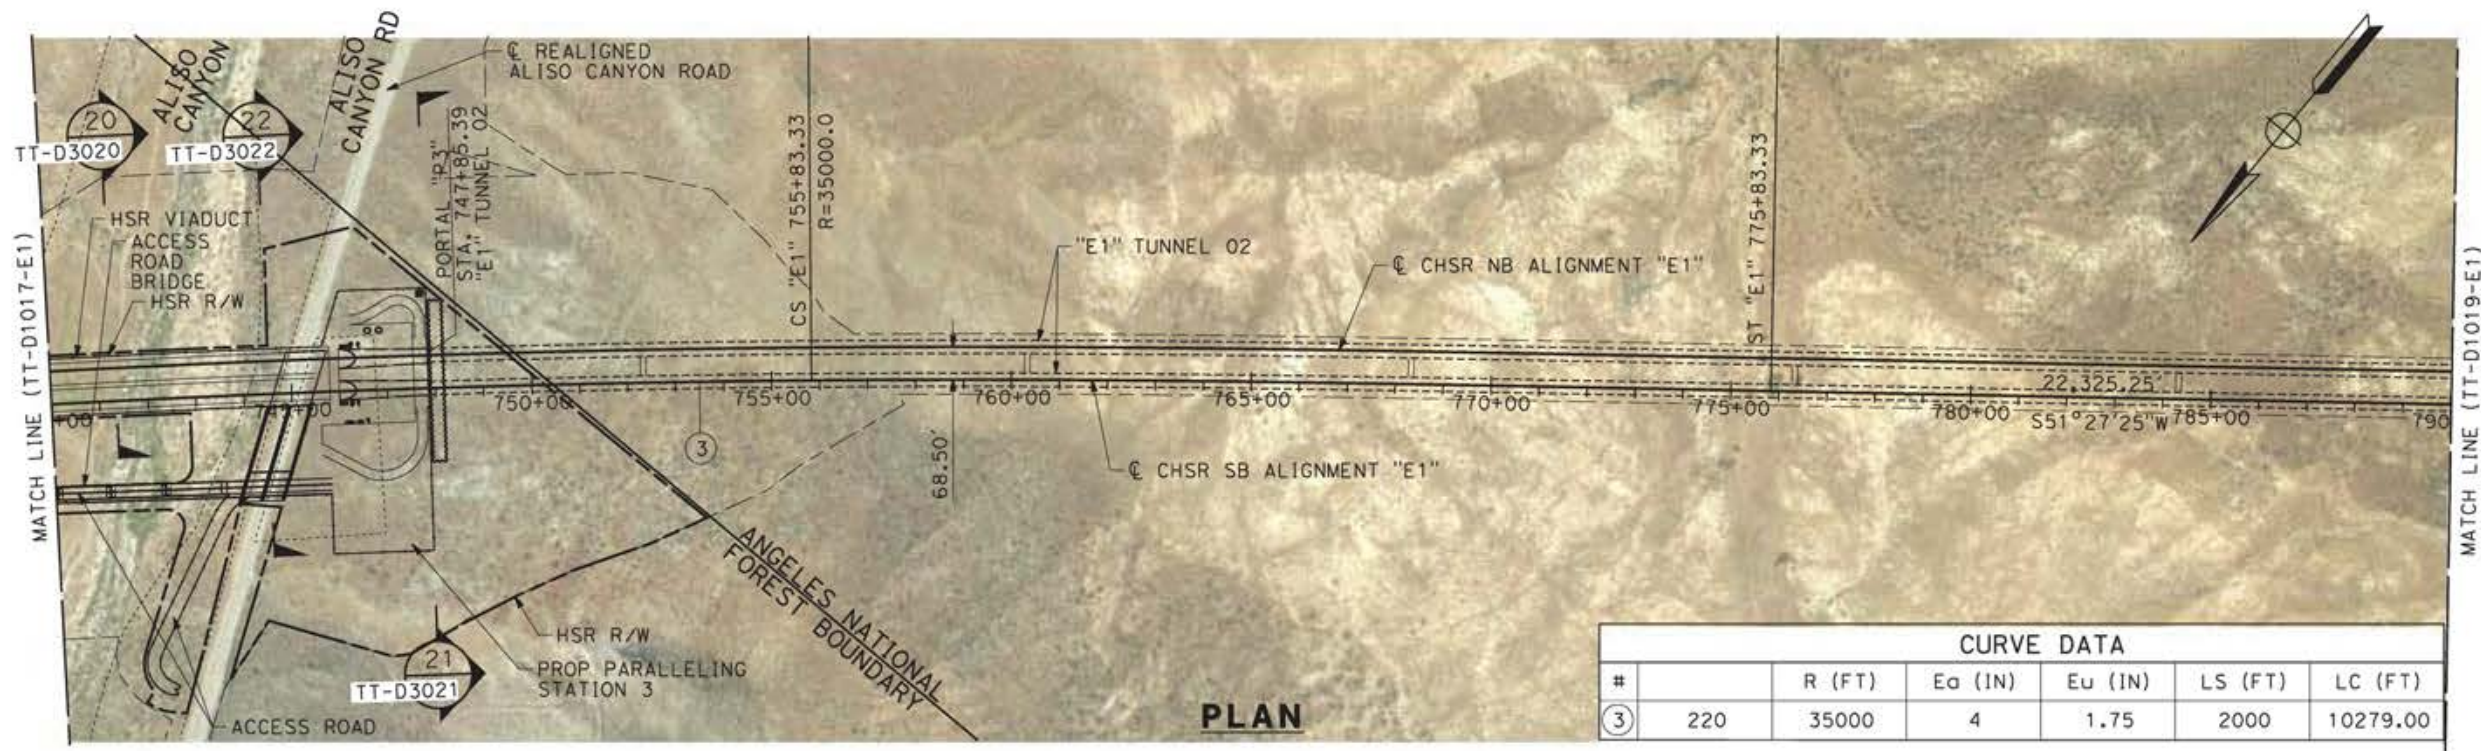 ALISO
CANYON
ALISO
CANYON RD
℄ REALIGNED
ALISO CANYON ROAD
20
TT-D3020
22
TT-D3022
PORTAL "P3"
STA. 747+85.39
"E1" TUNNEL 02
CS "E1" 755+83.33
R=35000.0
ST "E1" 775+83.33
HSR VIADUCT
ACCESS
ROAD
BRIDGE
HSR R/W
"E1" TUNNEL 02
℄ CHSR NB ALIGNMENT "E1"
MATCH LINE (TT-D1017-E1)
MATCH LINE (TT-D1019-E1)
+00
750+00
755+00
760+00
765+00
770+00
775+00
780+00
785+00
790
22,325.25'
S51°27'25"W
3
68.50'
℄ CHSR SB ALIGNMENT "E1"
ANGELES NATIONAL
FOREST BOUNDARY
HSR R/W
PROP PARALLELING
STATION 3
21
TT-D3021
ACCESS ROAD
PLAN
CURVE DATA
# R (FT) Ea (IN) Eu (IN) LS (FT) LC (FT)
3 220 35000 4 1.75 2000 10279.00